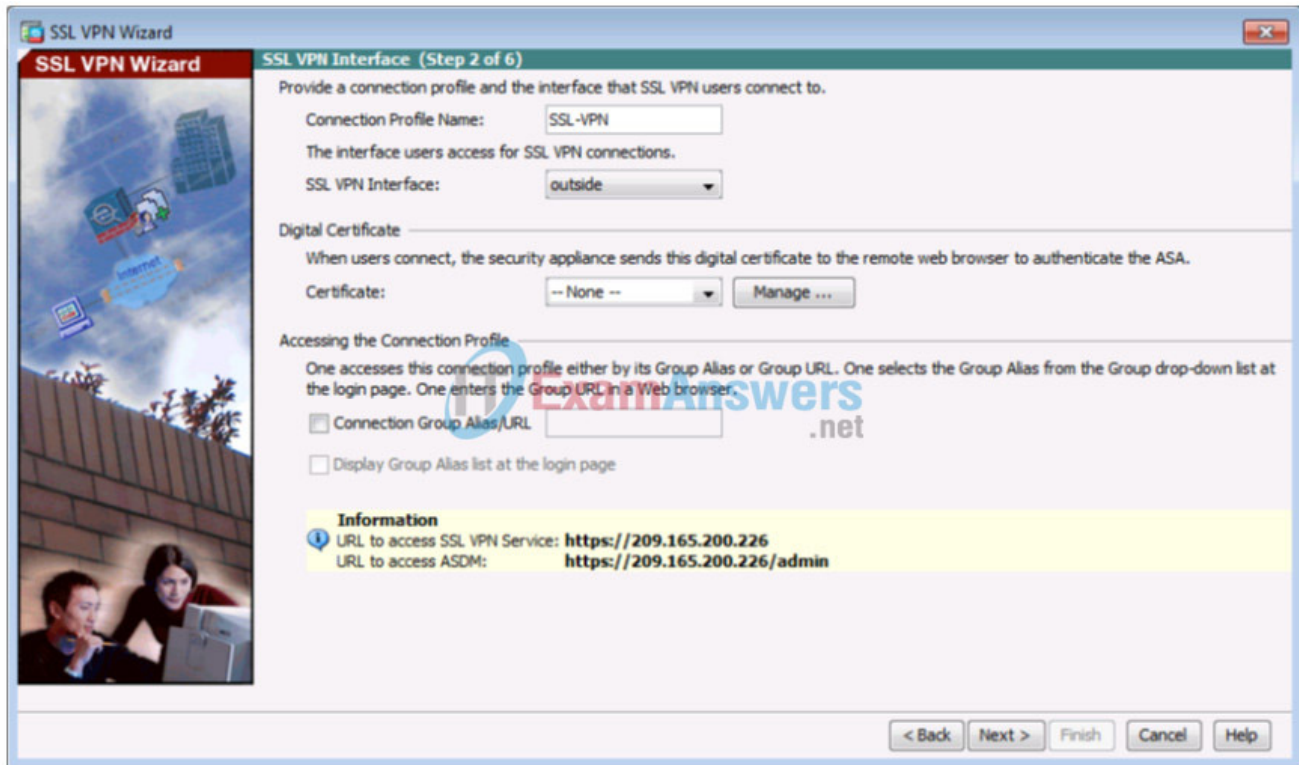 SSL VPN Wizard
SSL VPN Wizard
SSL VPN Interface (Step 2 of 6)
Provide a connection profile and the interface that SSL VPN users connect to.
Connection Profile Name: SSL-VPN
The interface users access for SSL VPN connections.
SSL VPN Interface: outside
Digital Certificate
When users connect, the security appliance sends this digital certificate to the remote web browser to authenticate the ASA.
Certificate: -- None -- Manage ...
Accessing the Connection Profile
One accesses this connection profile either by its Group Alias or Group URL. One selects the Group Alias from the Group drop-down list at
the login page. One enters the Group URL in a Web browser.
Connection Group Alias/URL
Display Group Alias list at the login page
ITExamAnswers
.net
Information
URL to access SSL VPN Service: https://209.165.200.226
URL to access ASDM: https://209.165.200.226/admin
Internet
< Back Next > Finish Cancel Help